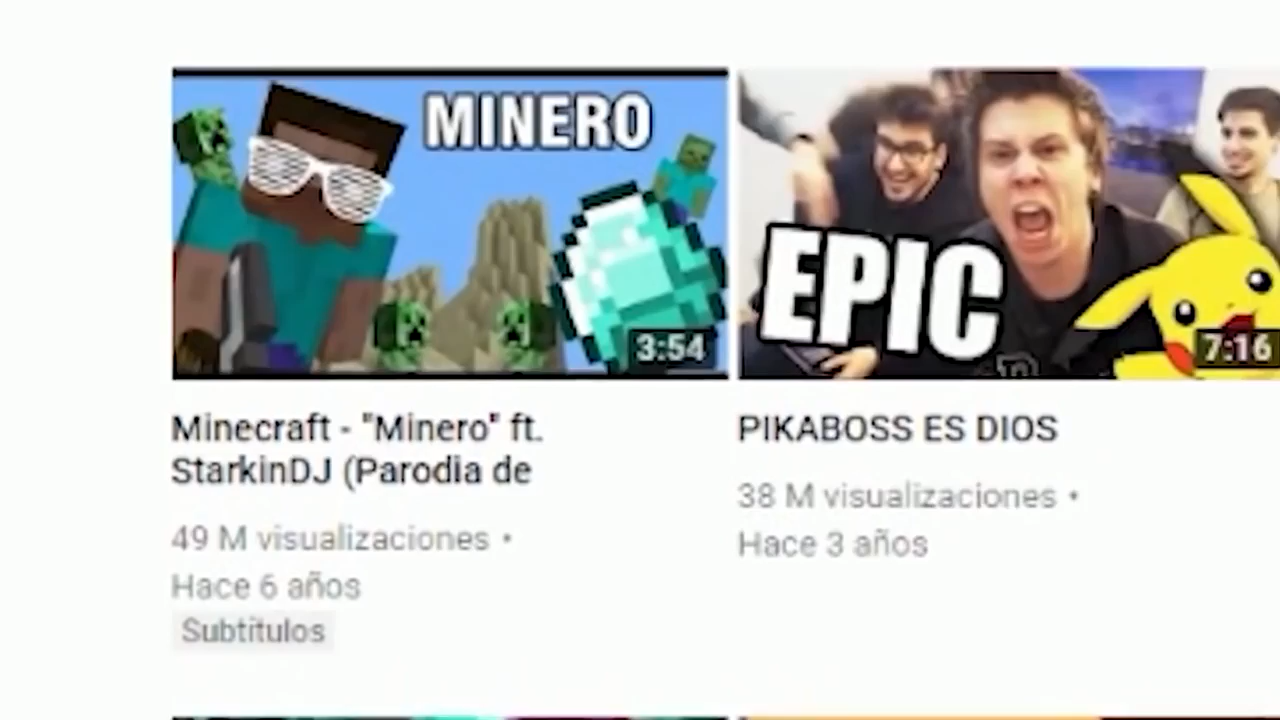 MINERO
3:54
EPIC
7:16
Minecraft - "Minero" ft.
StarkinDJ (Parodia de
49 M visualizaciones •
Hace 6 años
Subtítulos
PIKABOSS ES DIOS
38 M visualizaciones •
Hace 3 años